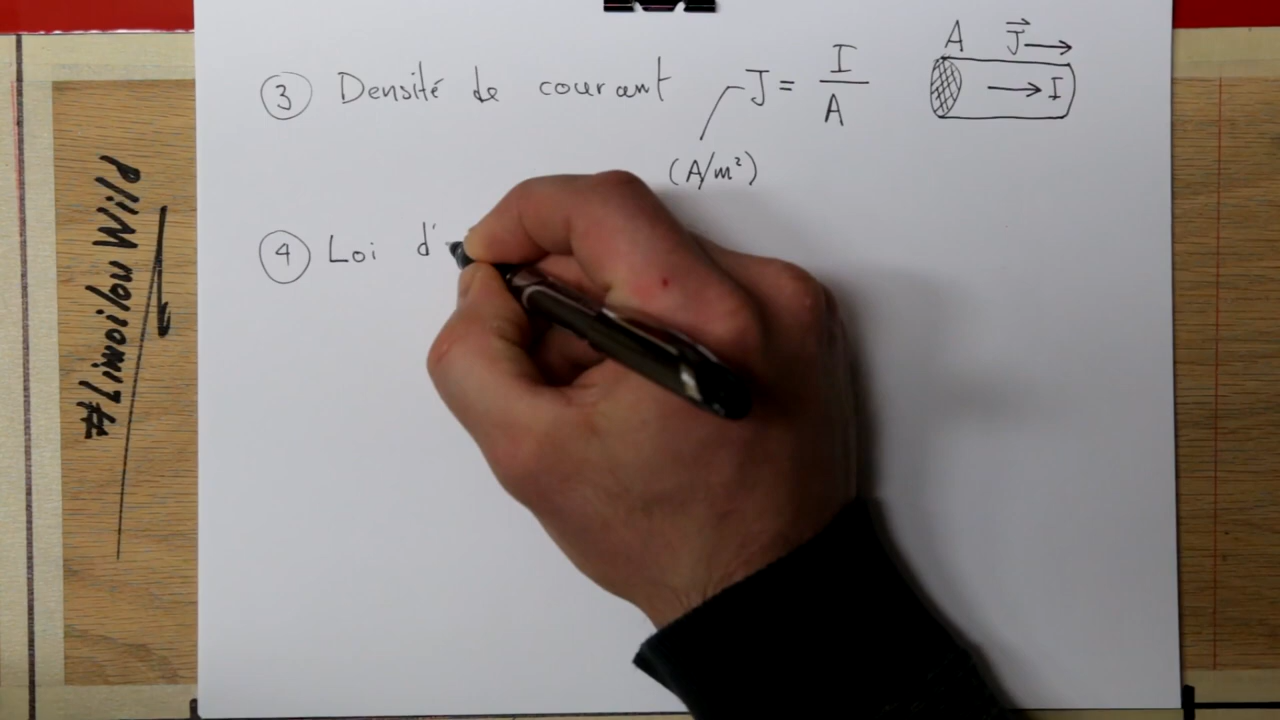 ③ Densité de courant J = I/A
(A/m²)
A J⃗ →
→ I
④ Loi d'
#Limoilou Wild